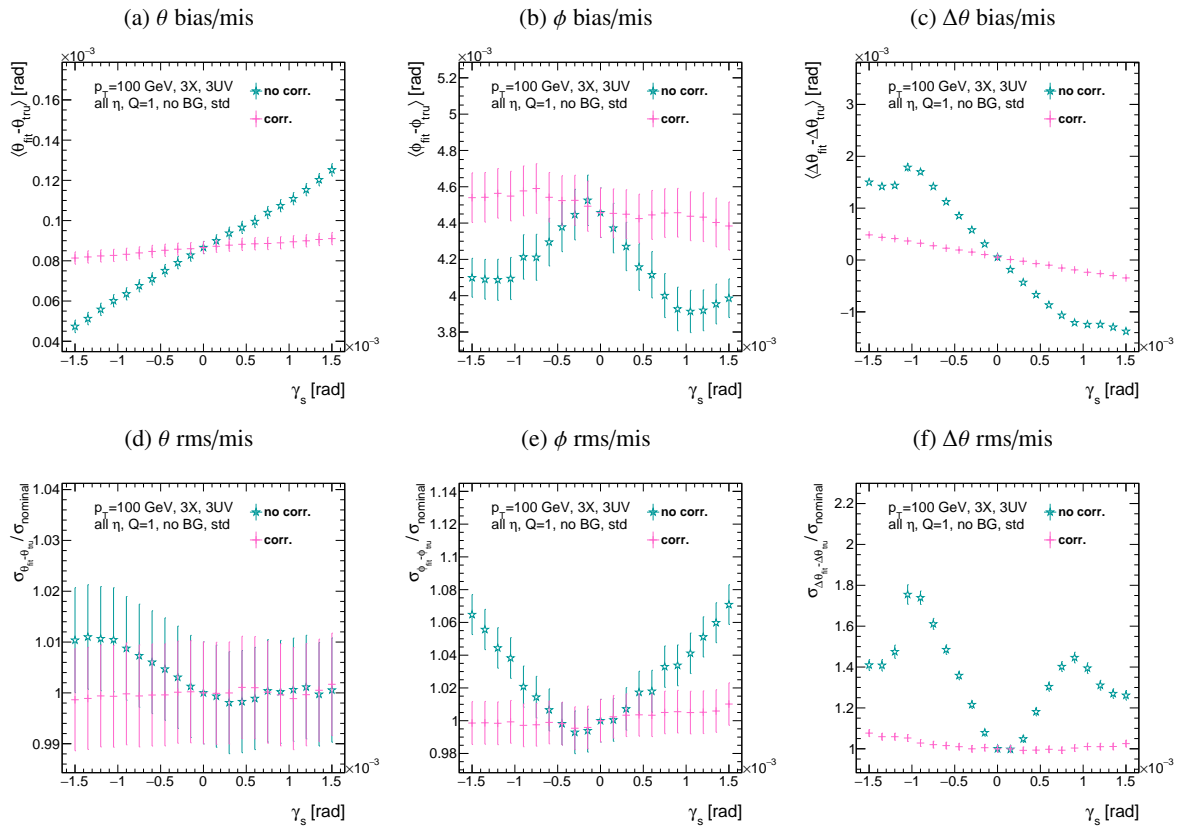 (a) θ bias/mis
(b) ϕ bias/mis
(c) Δθ bias/mis
×10⁻³
⟨θ_fit-θ_tru⟩ [rad]
0.16
0.14
0.12
0.1
0.08
0.06
0.04
p_T=100 GeV, 3X, 3UV
all η, Q=1, no BG, std
no corr.
corr.
−1.5 −1 −0.5 0 0.5 1 1.5
×10⁻³
γ_s [rad]
×10⁻³
⟨ϕ_fit-ϕ_tru⟩ [rad]
5.2
5
4.8
4.6
4.4
4.2
4
3.8
p_T=100 GeV, 3X, 3UV
all η, Q=1, no BG, std
no corr.
corr.
−1.5 −1 −0.5 0 0.5 1 1.5
×10⁻³
γ_s [rad]
×10⁻³
⟨Δθ_fit-Δθ_tru⟩ [rad]
3
2
1
0
−1
p_T=100 GeV, 3X, 3UV
all η, Q=1, no BG, std
no corr.
corr.
−1.5 −1 −0.5 0 0.5 1 1.5
×10⁻³
γ_s [rad]
(d) θ rms/mis
(e) ϕ rms/mis
(f) Δθ rms/mis
σ_θfit-θtru / σ_nominal
1.04
1.03
1.02
1.01
1.00
0.99
p_T=100 GeV, 3X, 3UV
all η, Q=1, no BG, std
no corr.
corr.
−1.5 −1 −0.5 0 0.5 1 1.5
×10⁻³
γ_s [rad]
σ_ϕfit-ϕtru / σ_nominal
1.14
1.12
1.10
1.08
1.06
1.04
1.02
1.00
0.98
p_T=100 GeV, 3X, 3UV
all η, Q=1, no BG, std
no corr.
corr.
−1.5 −1 −0.5 0 0.5 1 1.5
×10⁻³
γ_s [rad]
σ_Δθfit-Δθtru / σ_nominal
2.2
2.0
1.8
1.6
1.4
1.2
1.0
p_T=100 GeV, 3X, 3UV
all η, Q=1, no BG, std
no corr.
corr.
−1.5 −1 −0.5 0 0.5 1 1.5
×10⁻³
γ_s [rad]